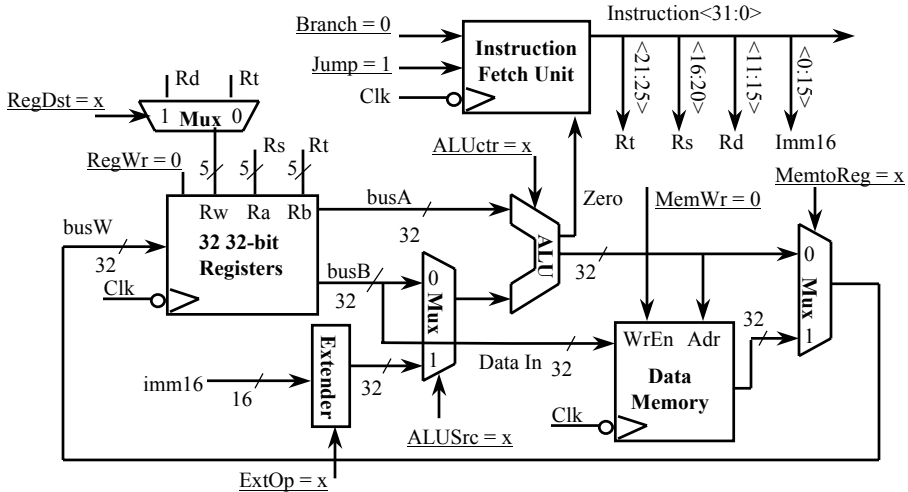 Branch = 0
Instruction<31:0>
Instruction
Fetch Unit
Jump = 1
Clk
<21:25>
<16:20>
<11:15>
<0:15>
Rt
Rs
Rd
Imm16
Rd
Rt
RegDst = x
1 Mux 0
RegWr = 0
5
5
5
Rs
Rt
ALUctr = x
Zero
MemWr = 0
MemtoReg = x
Rw Ra Rb
busA
32
busW
32
32 32-bit
Registers
busB
32
Clk
0
Mux
1
ALU
32
0
Mux
1
32
WrEn Adr
Data In
32
Data
Memory
Clk
imm16
16
Extender
32
ALUSrc = x
ExtOp = x